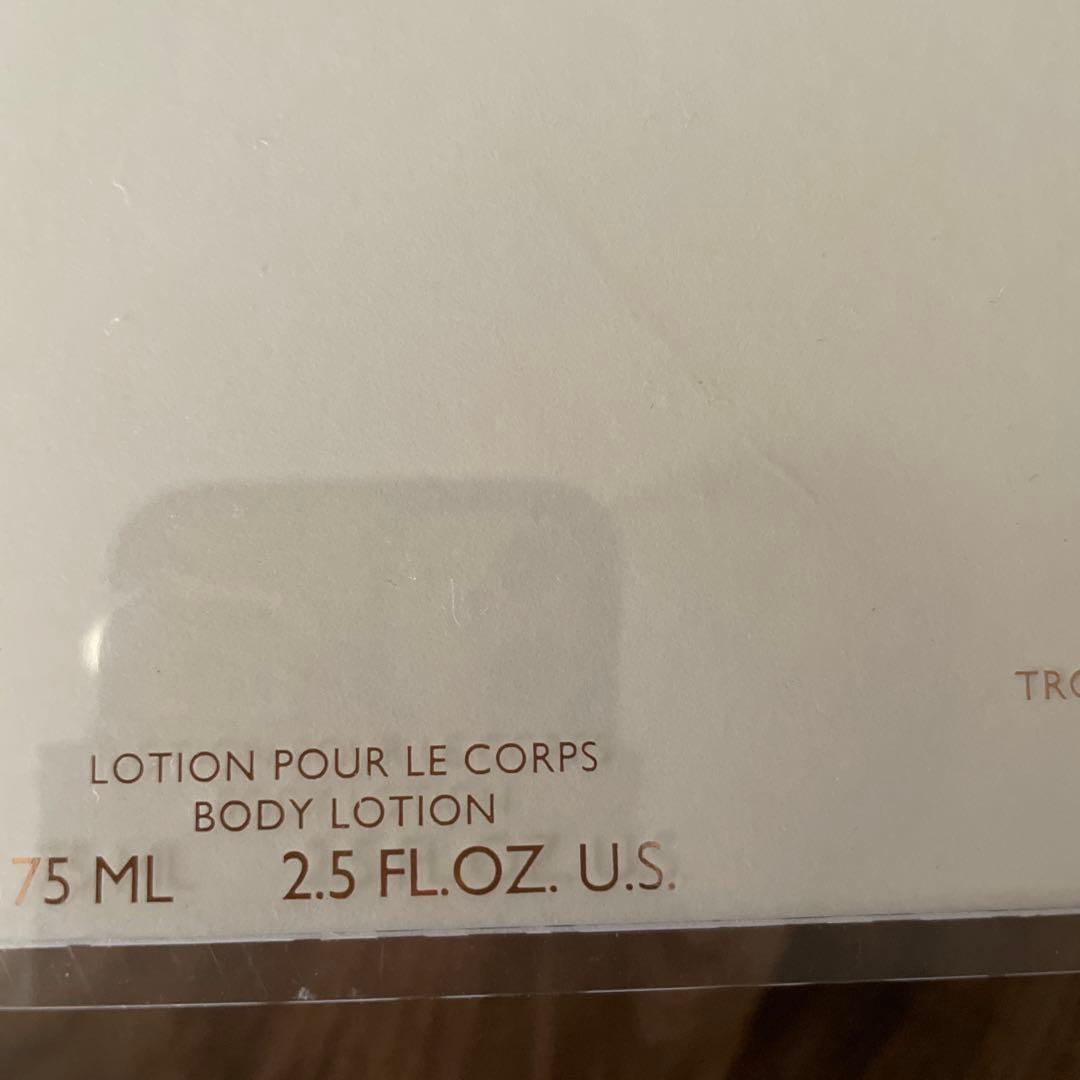 LOTION POUR LE CORPS
BODY LOTION
75 ML 2.5 FL.OZ. U.S.